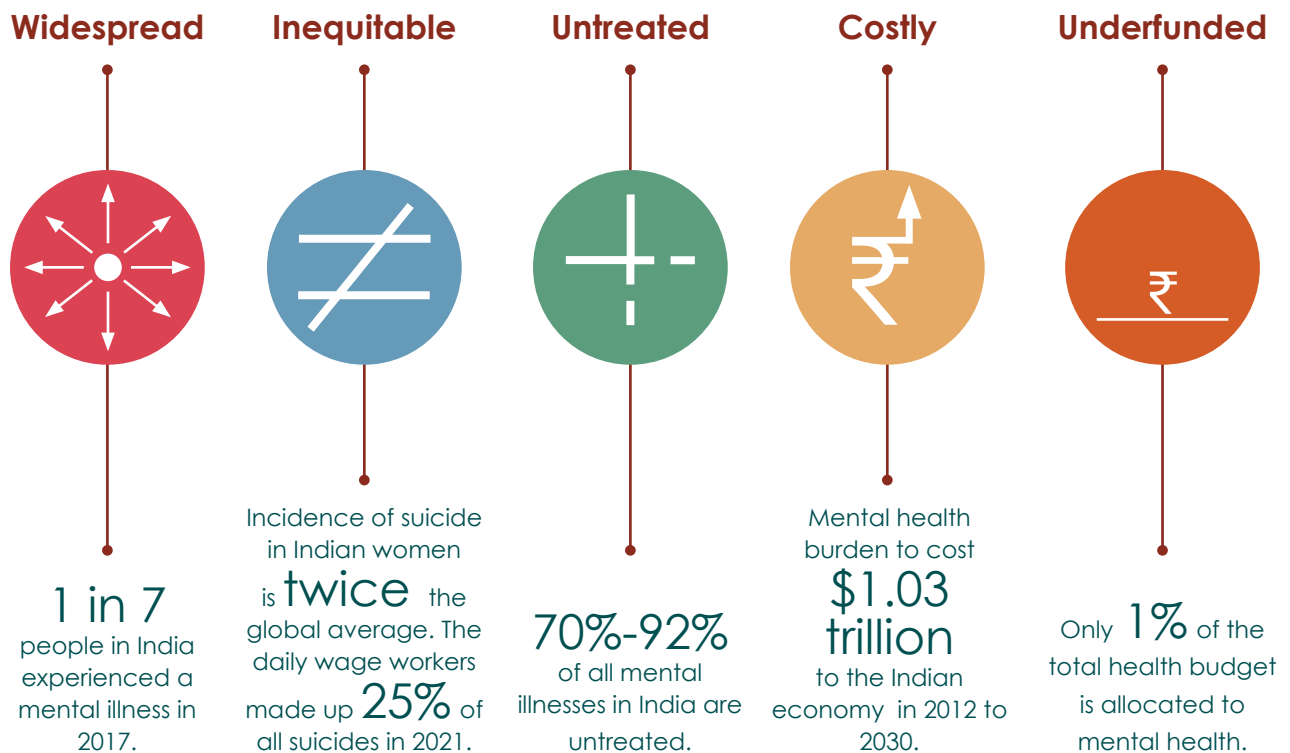 Widespread
1 in 7
people in India
experienced a
mental illness in
2017.
Inequitable
Incidence of suicide
in Indian women
is twice the
global average. The
daily wage workers
made up 25% of
all suicides in 2021.
Untreated
70%-92%
of all mental
illnesses in India are
untreated.
Costly
₹
Mental health
burden to cost
$1.03
trillion
to the Indian
economy in 2012 to
2030.
Underfunded
₹
Only 1% of the
total health budget
is allocated to
mental health.